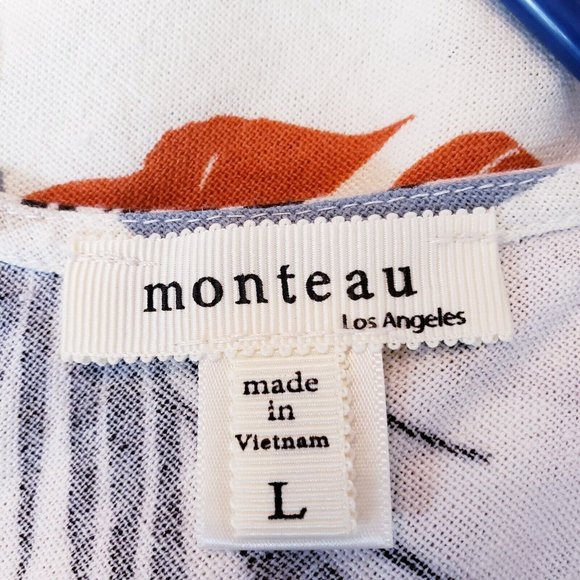 monteau
Los Angeles
made
in
Vietnam
L